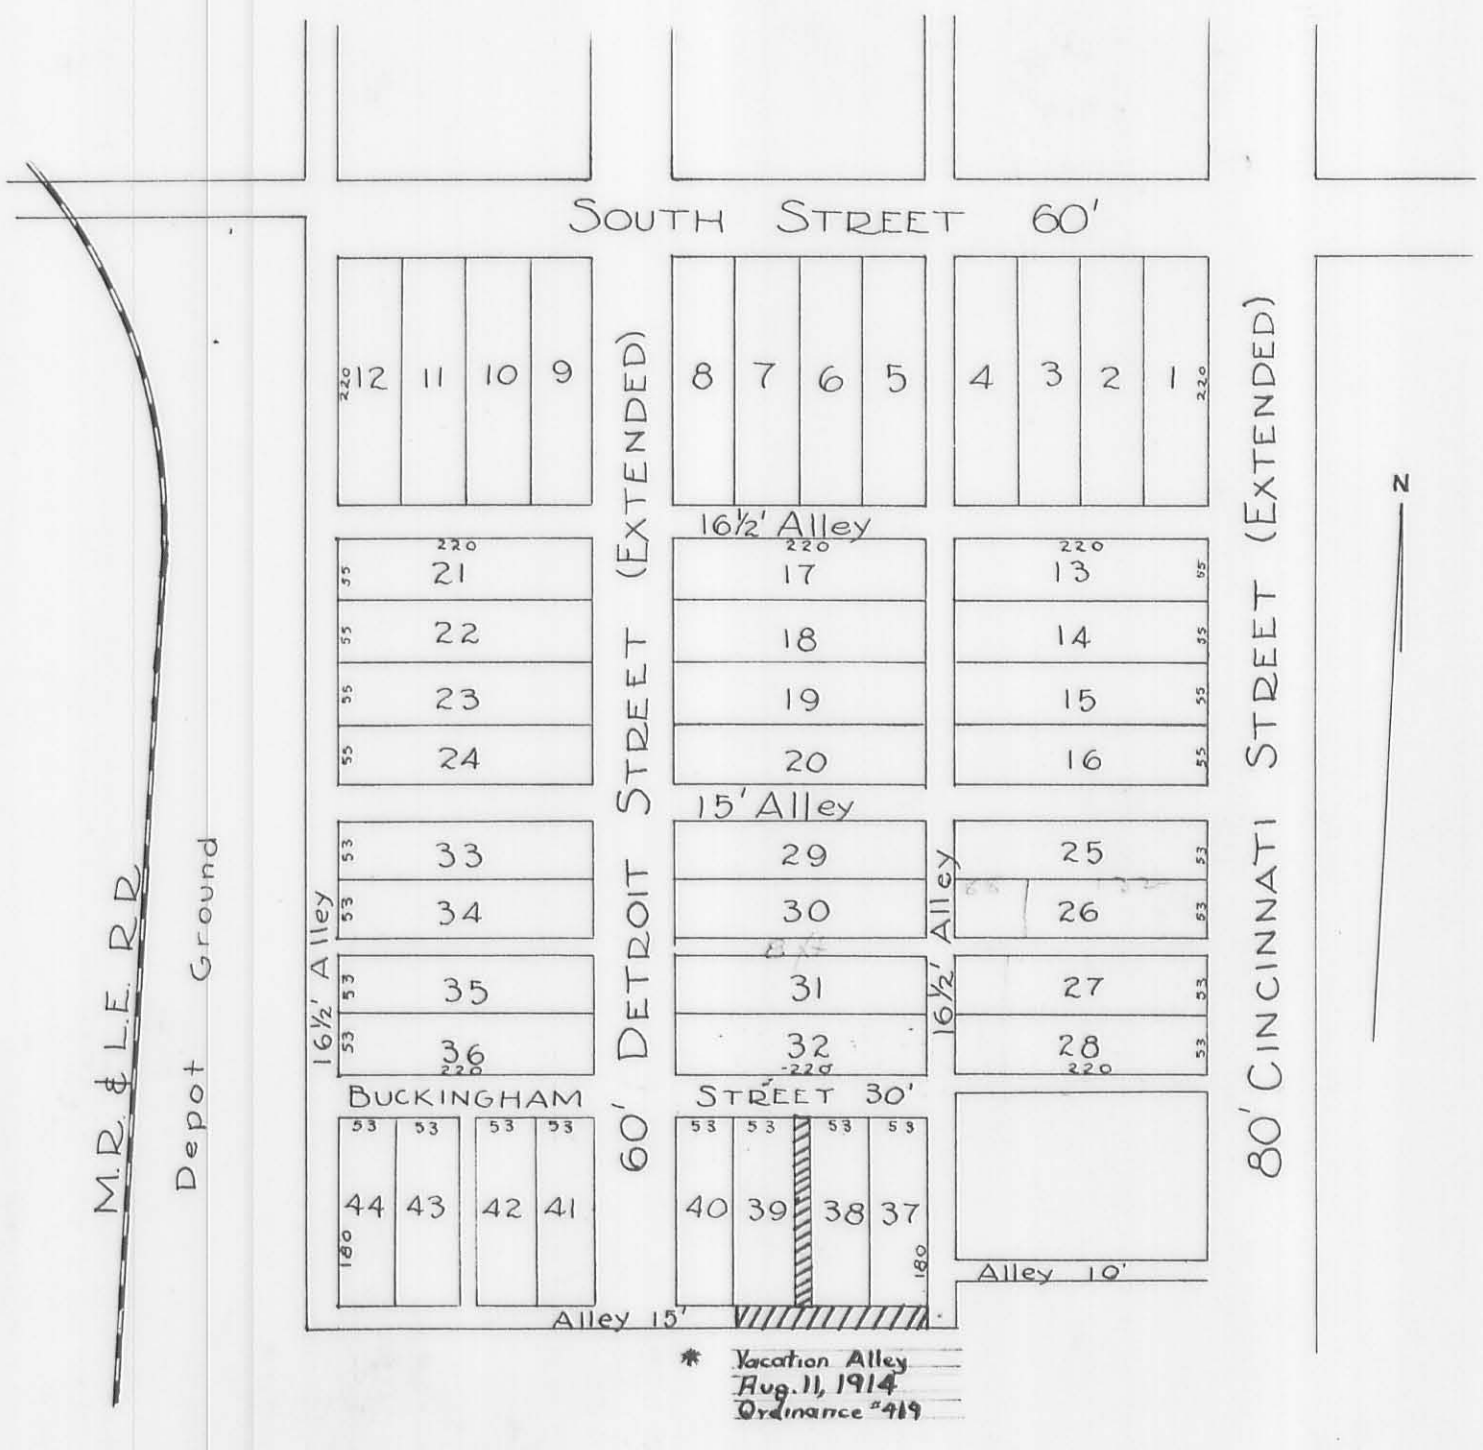 SOUTH STREET 60'
220 12 11 10 9
8 7 6 5
4 3 2 1 220
16½' Alley
220
21
55
22
55
23
55
24
55
220
17
18
19
20
220
13
55
14
55
15
55
16
55
15' Alley
53 33
53 34
53 35
53 36
220
29
30
31
32
220
25 53
26 53
27 53
28 53
220
16½' Alley
16½' Alley
DETROIT STREET (EXTENDED)
60'
80' CINCINNATI STREET (EXTENDED)
N
M.R. & L.E. R.R.
Depot Ground
BUCKINGHAM STREET 30'
53 53 53 53
44 43 42 41
180
53 53 53 53
40 39 38 37
180
Alley 10'
Alley 15'
* Vacation Alley
Aug. 11, 1914
Ordinance #419